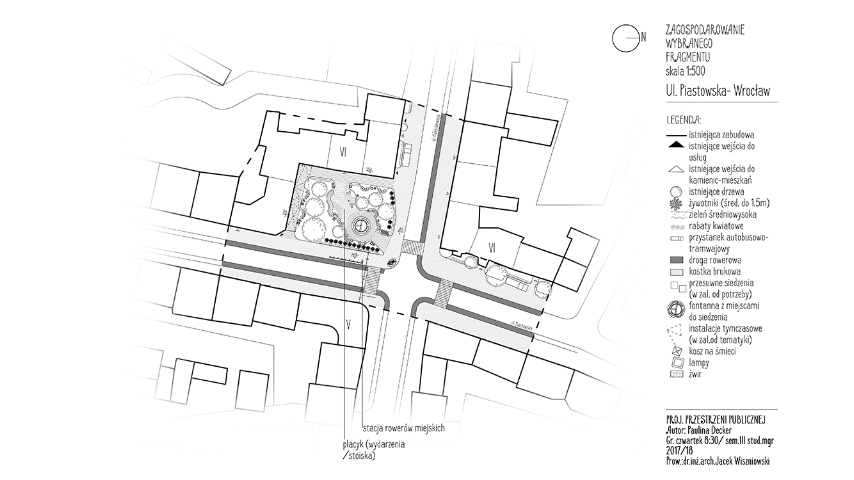 N
ZAGOSPODAROWANIE
WYBRANEGO
FRAGMENTU
skala 1:500
Ul. Piastowska- Wrocław
LEGENDA:
istniejąca zabudowa
istniejące wejścia do
usług
istniejące wejścia do
kamienic-mieszkań
istniejące drzewa
żywotniki (śred. do 1.5m)
zieleń średniowysoka
rabaty kwiatowe
przystanek autobusowo-
tramwajowy
droga rowerowa
kostka brukowa
przesuwne siedzenia
(w zal. od potrzeby)
fontanna z miejscami
do siedzenia
instalacje tymczasowe
(w zal.od tematyki)
kosz na śmieci
lampy
żwir
VI
VI
V
ul. Piastowska
stacja rowerów miejskich
placyk (wydarzenia
/stoiska)
PROJ. PRZESTRZENI PUBLICZNEJ
Autor: Paulina Decker
Gr. czwartek 8:30/ sem.III stud.mgr
2017/18
Prow.:dr.inż.arch.Jacek Wiszniowski